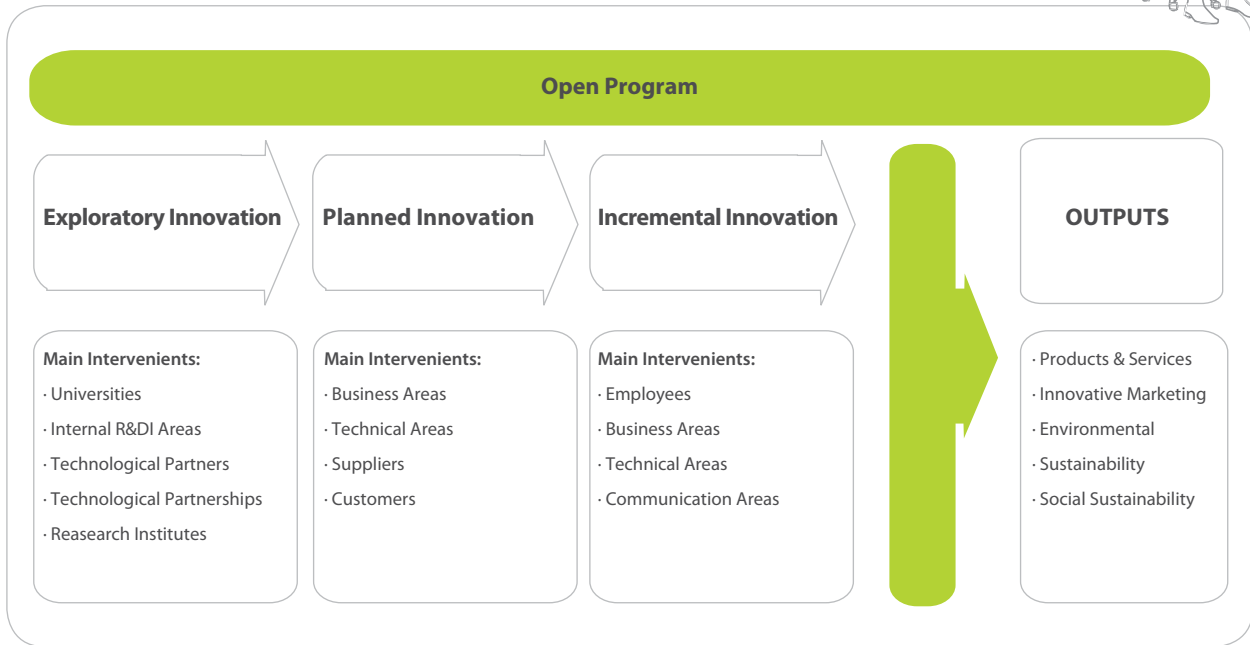 Open Program
Exploratory Innovation
Planned Innovation
Incremental Innovation
OUTPUTS
Main Intervenients:
· Universities
· Internal R&DI Areas
· Technological Partners
· Technological Partnerships
· Reasearch Institutes
Main Intervenients:
· Business Areas
· Technical Areas
· Suppliers
· Customers
Main Intervenients:
· Employees
· Business Areas
· Technical Areas
· Communication Areas
· Products & Services
· Innovative Marketing
· Environmental
· Sustainability
· Social Sustainability